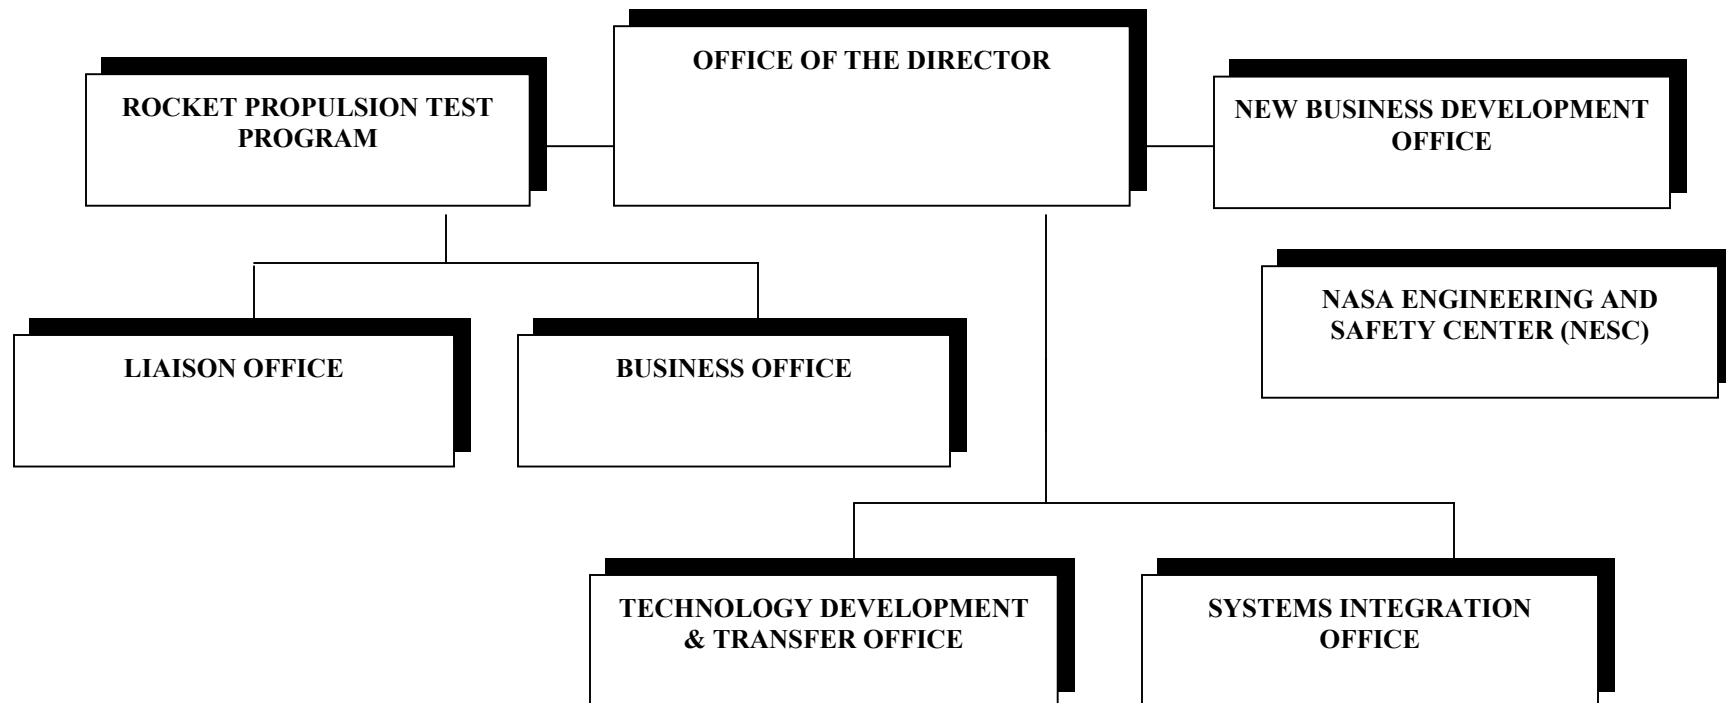 OFFICE OF THE DIRECTOR
ROCKET PROPULSION TEST
PROGRAM
NEW BUSINESS DEVELOPMENT
OFFICE
NASA ENGINEERING AND
SAFETY CENTER (NESC)
LIAISON OFFICE
BUSINESS OFFICE
TECHNOLOGY DEVELOPMENT
& TRANSFER OFFICE
SYSTEMS INTEGRATION
OFFICE